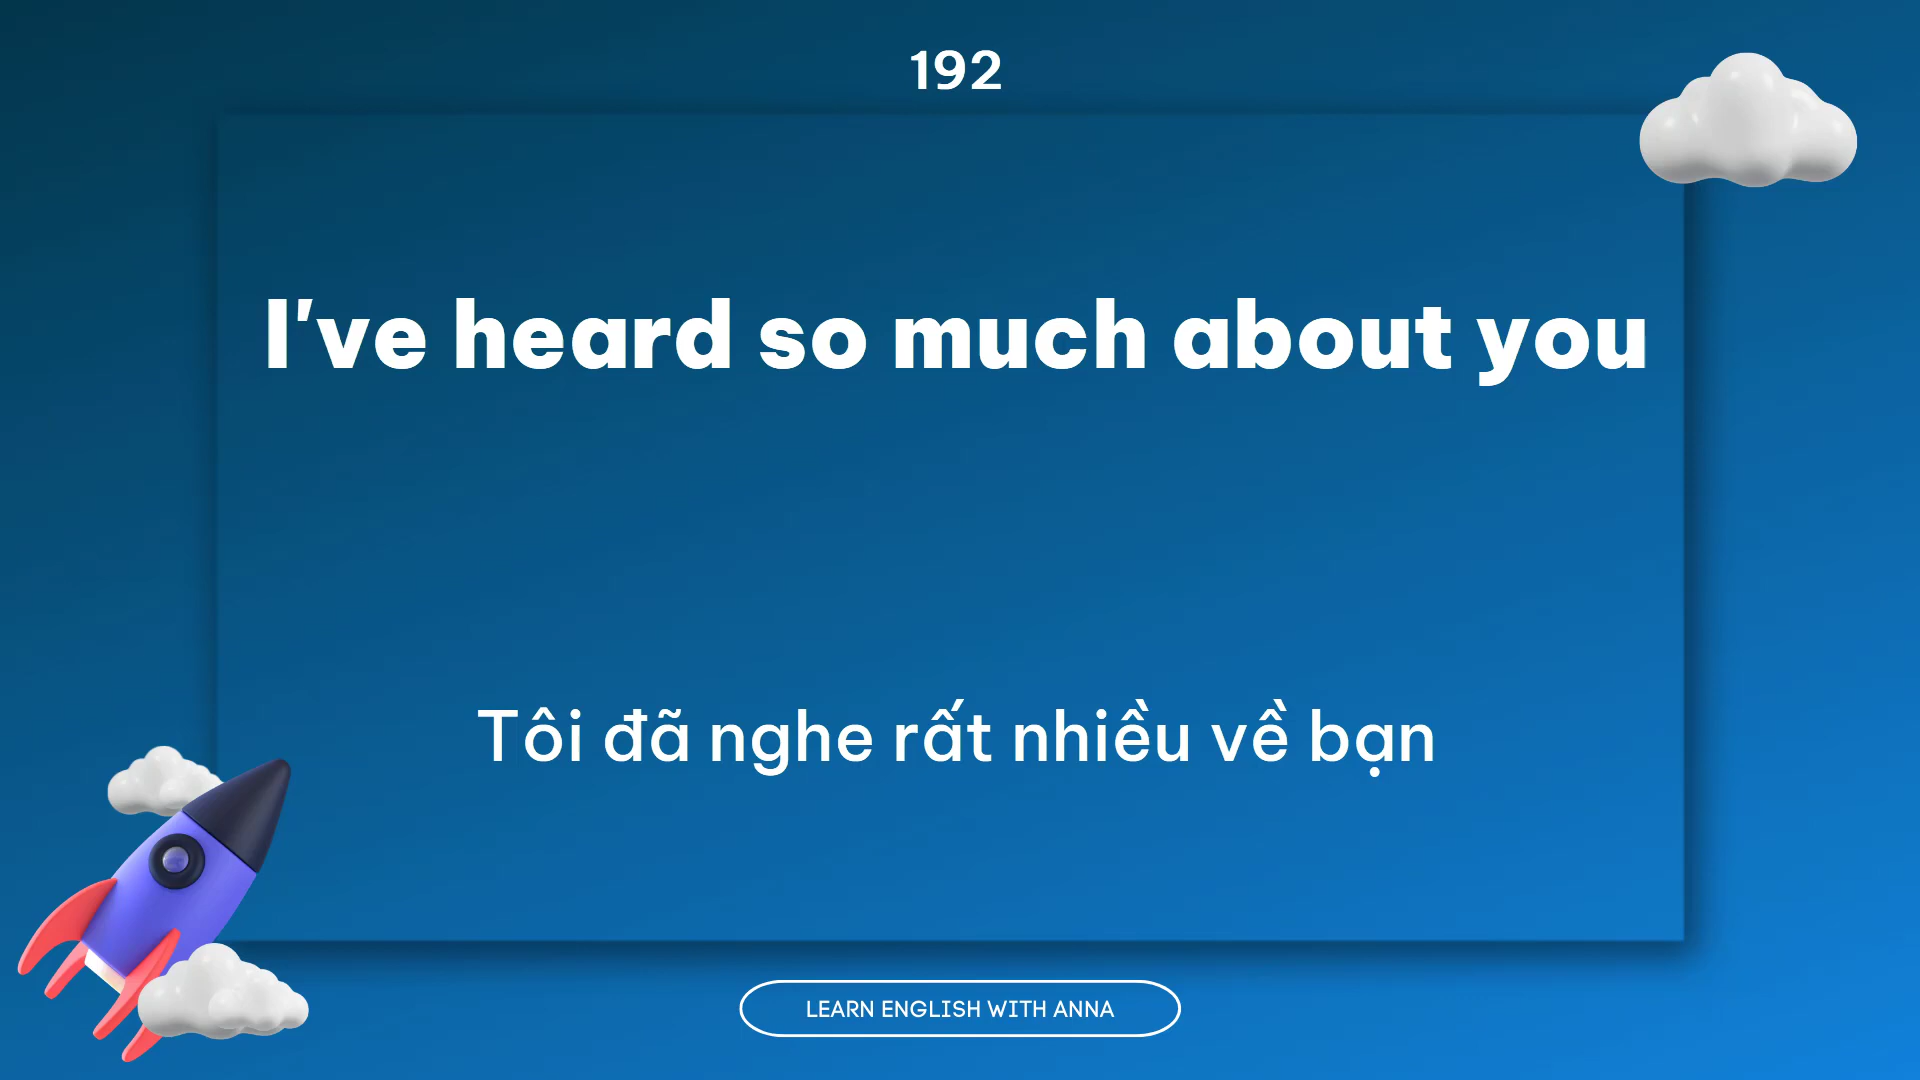 192
I've heard so much about you
Tôi đã nghe rất nhiều về bạn
LEARN ENGLISH WITH ANNA